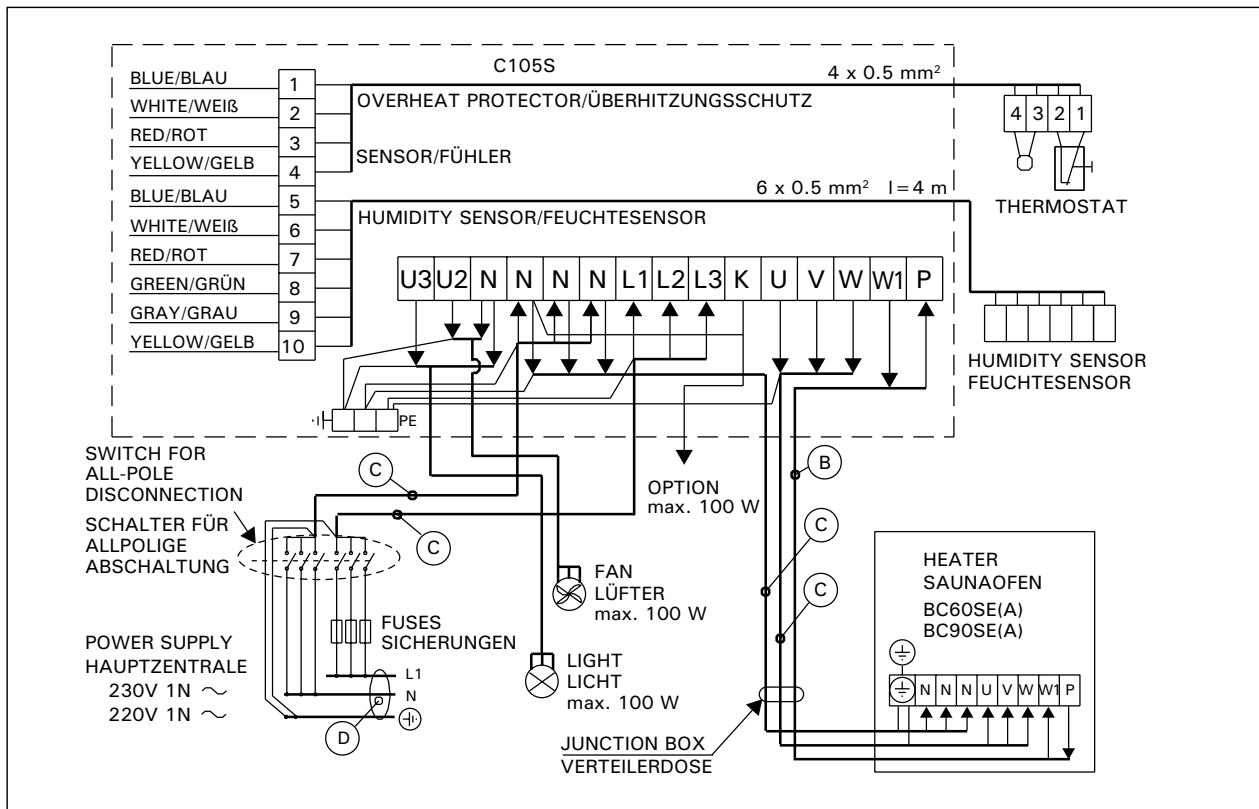 C105S
BLUE/BLAU 1
WHITE/WEIß 2
RED/ROT 3
YELLOW/GELB 4
BLUE/BLAU 5
WHITE/WEIß 6
RED/ROT 7
GREEN/GRÜN 8
GRAY/GRAU 9
YELLOW/GELB 10
4 x 0.5 mm²
OVERHEAT PROTECTOR/ÜBERHITZUNGSSCHUTZ
SENSOR/FÜHLER
4 3 2 1
THERMOSTAT
6 x 0.5 mm² l=4 m
HUMIDITY SENSOR/FEUCHTESENSOR
U3 U2 N N N N L1 L2 L3 K U V W W1 P
HUMIDITY SENSOR
FEUCHTESENSOR
PE
SWITCH FOR
ALL-POLE
DISCONNECTION
SCHALTER FÜR
ALLPOLIGE
ABSCHALTUNG
C
C
B
C
C
OPTION
max. 100 W
FAN
LÜFTER
max. 100 W
LIGHT
LICHT
max. 100 W
FUSES
SICHERUNGEN
POWER SUPPLY
HAUPTZENTRALE
230V 1N ~
220V 1N ~
L1
N
D
JUNCTION BOX
VERTEILERDOSE
HEATER
SAUNAOFEN
BC60SE(A)
BC90SE(A)
N N N U V W W1 P